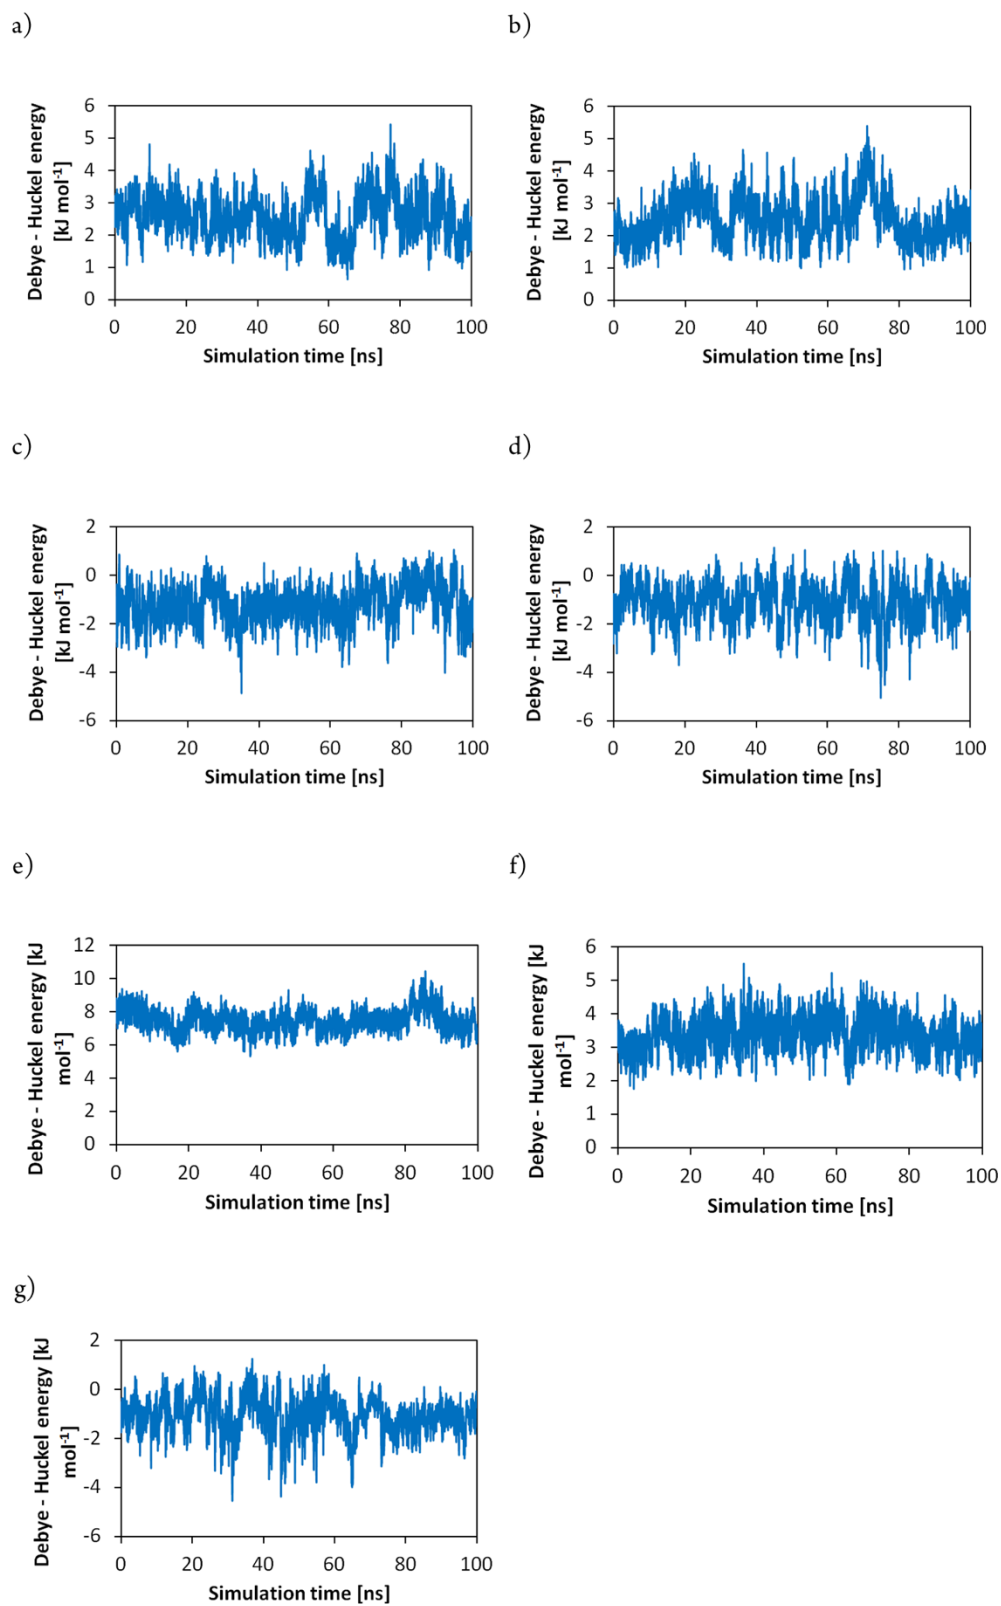 a)
Debye - Huckel energy
[kJ mol-1]
6
5
4
3
2
1
0
0 20 40 60 80 100
Simulation time [ns]
b)
Debye - Huckel energy
[kJ mol-1]
6
5
4
3
2
1
0
0 20 40 60 80 100
Simulation time [ns]
c)
Debye - Huckel energy
[kJ mol-1]
2
0
-2
-4
-6
0 20 40 60 80 100
Simulation time [ns]
d)
Debye - Huckel energy
[kJ mol-1]
2
0
-2
-4
-6
0 20 40 60 80 100
Simulation time [ns]
e)
Debye - Huckel energy [kJ
mol-1]
12
10
8
6
4
2
0
0 20 40 60 80 100
Simulation time [ns]
f)
Debye - Huckel energy [kJ
mol-1]
6
5
4
3
2
1
0
0 20 40 60 80 100
Simulation time [ns]
g)
Debye - Huckel energy [kJ
mol-1]
2
0
-2
-4
-6
0 20 40 60 80 100
Simulation time [ns]